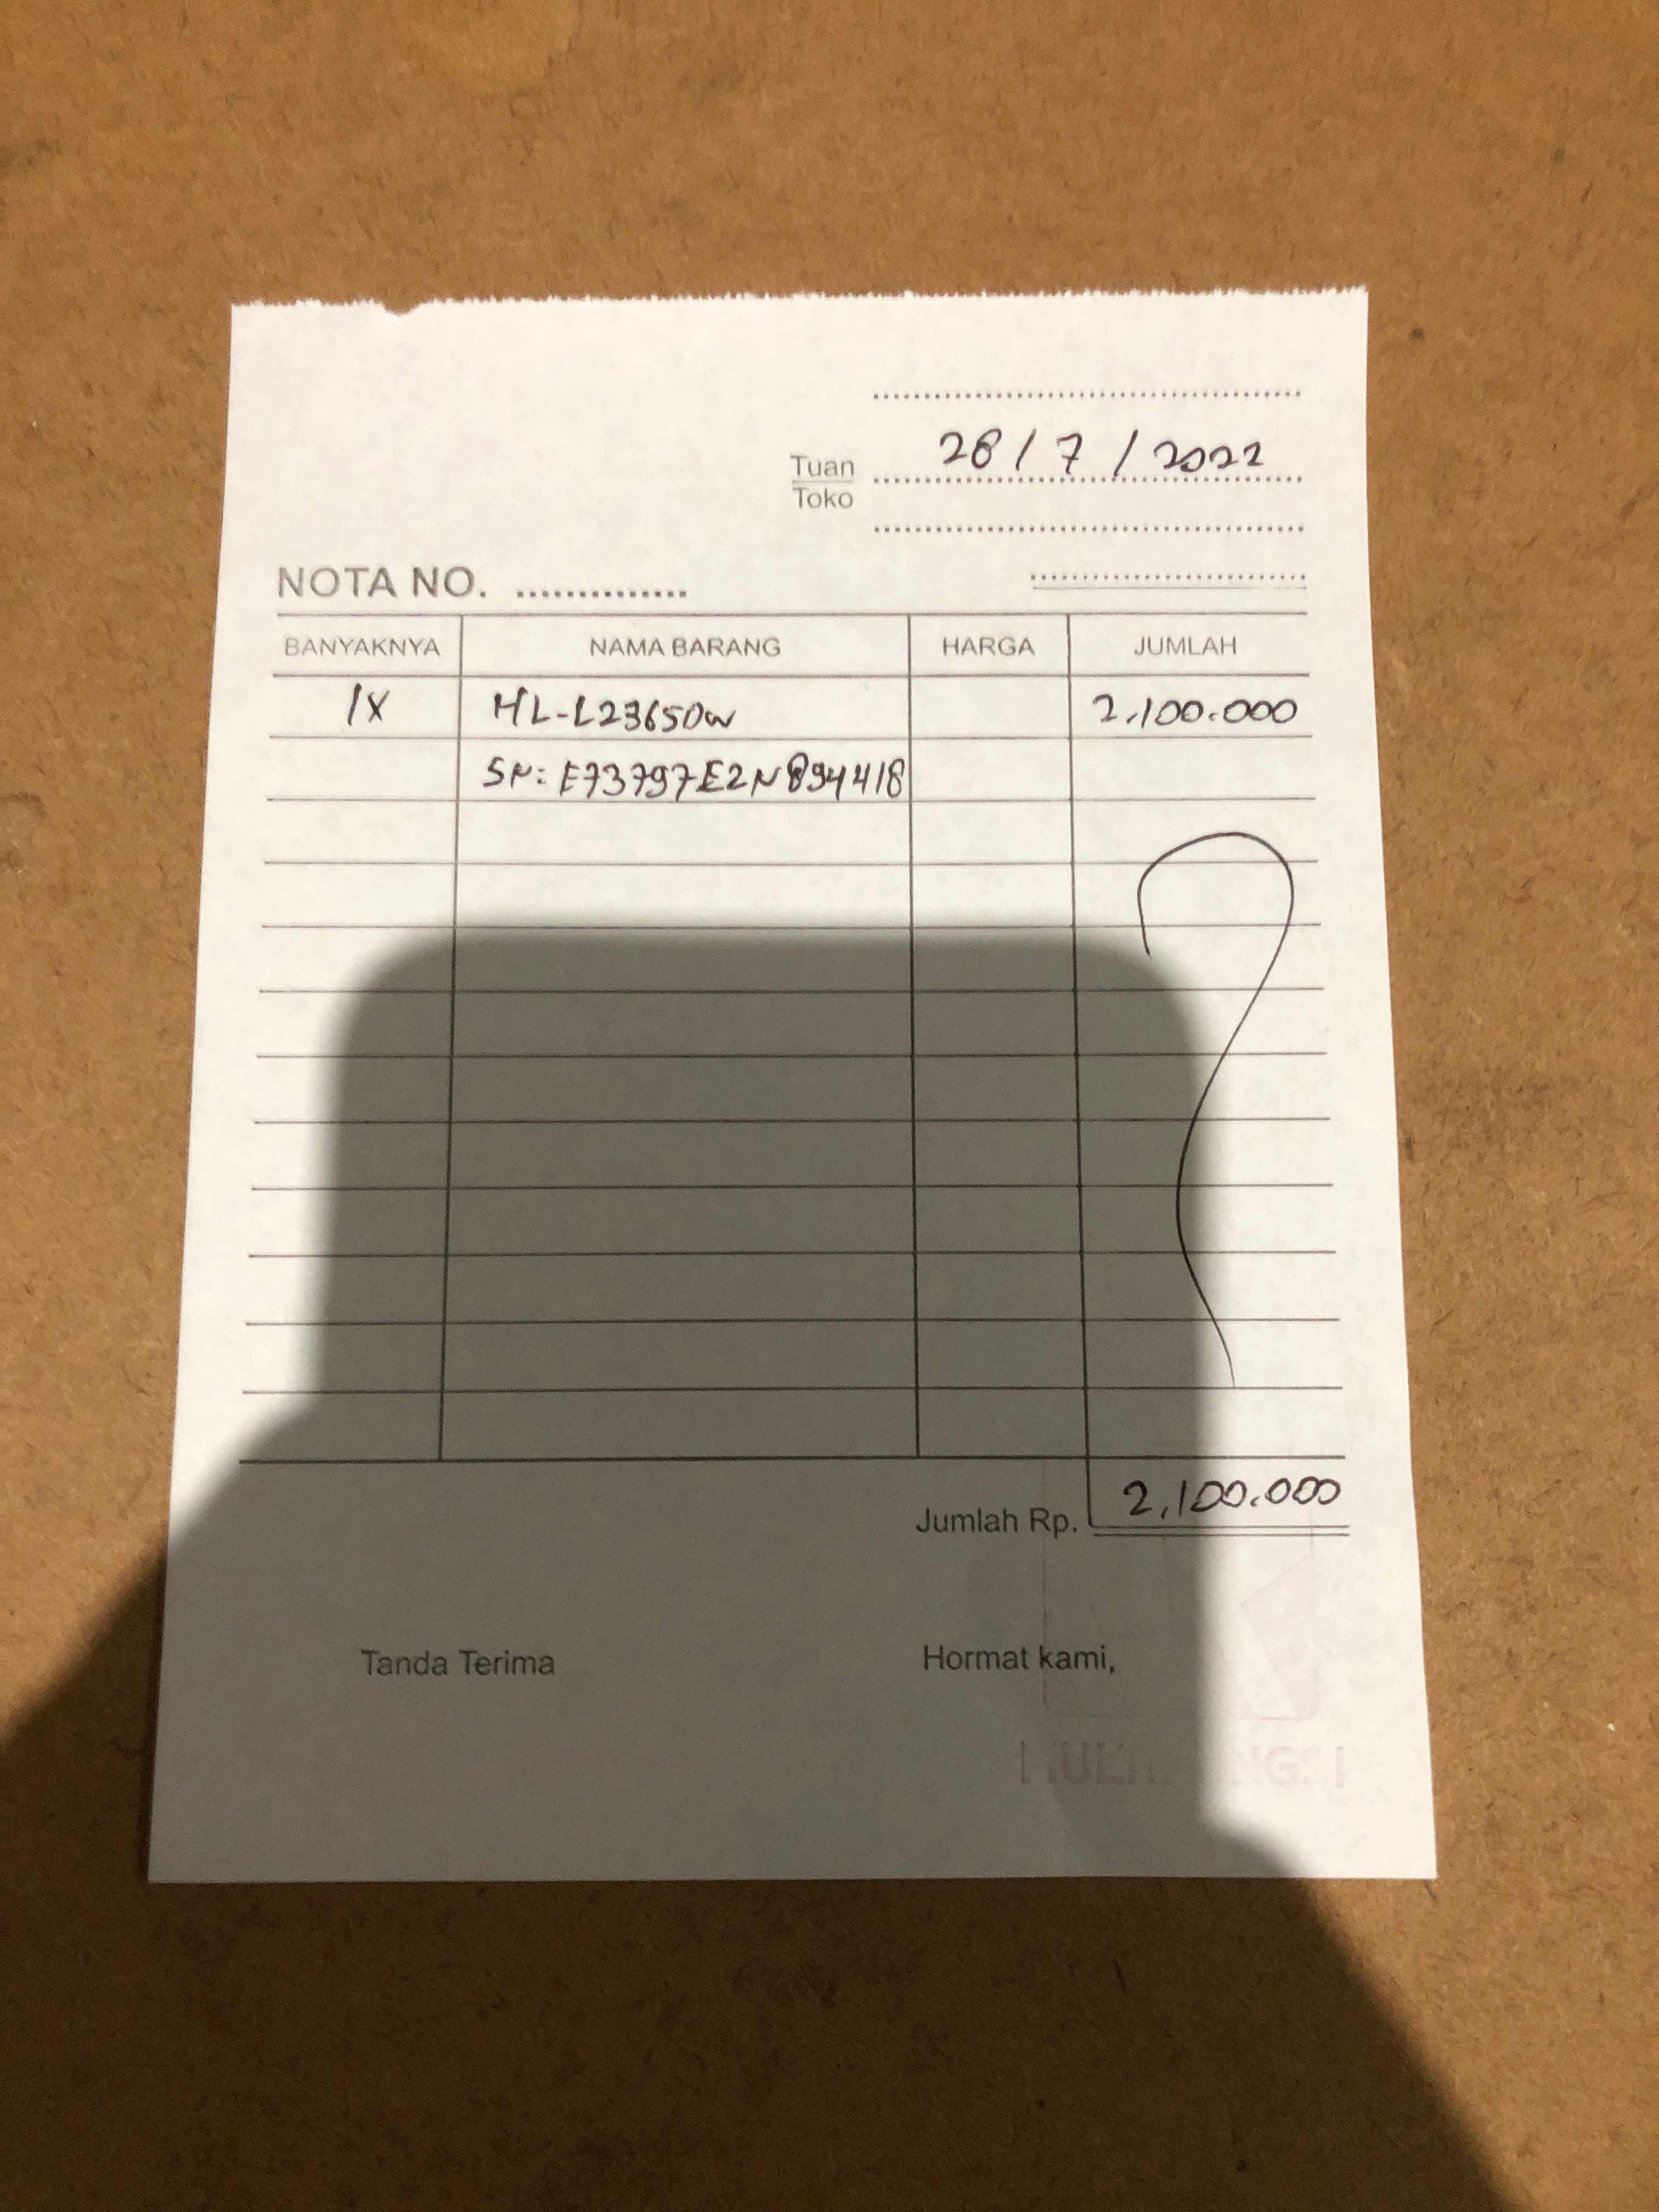 28/7/2022
Tuan
Toko
NOTA NO. ..............
BANYAKNYA NAMA BARANG HARGA JUMLAH
1X HL-L2365DW 2.100.000
SN: E73797E2N894418
Jumlah Rp. 2.100.000
Tanda Terima Hormat kami,